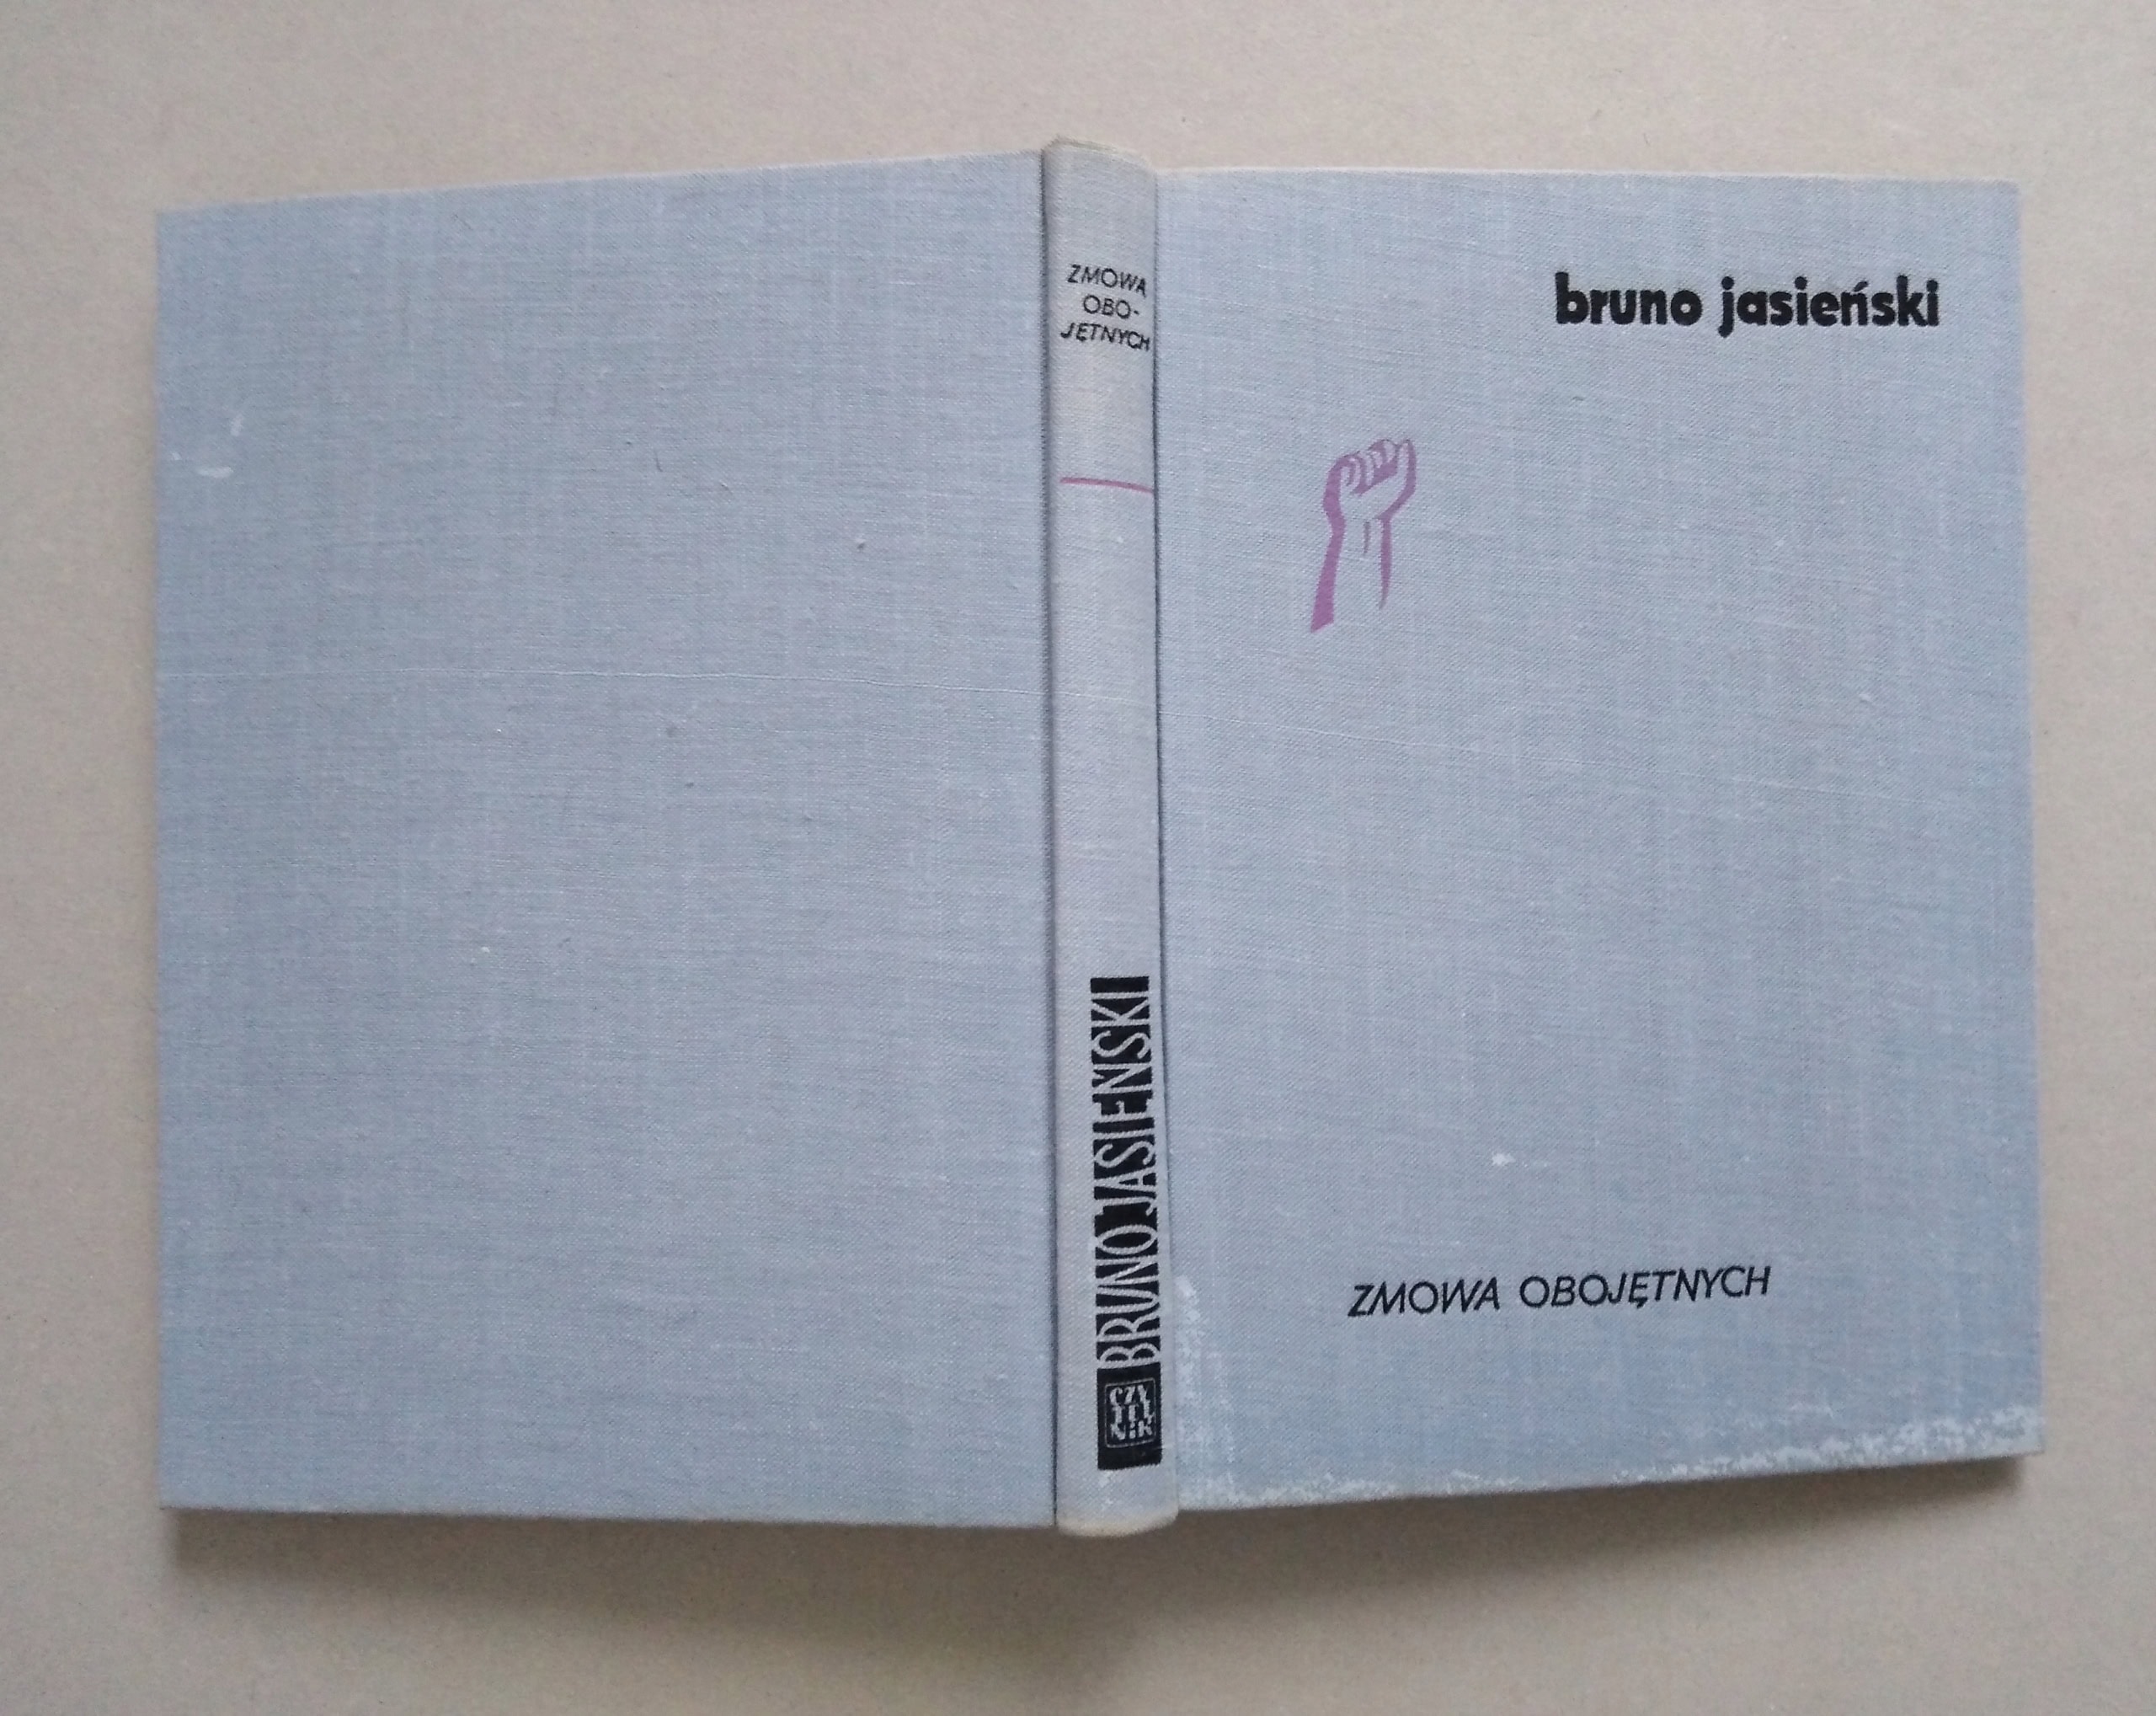 ZMOWA
OBO-
JĘTNYCH
BRUNO JASIEŃSKI
CZY
TEL
NiK
bruno jasieński
ZMOWA OBOJĘTNYCH